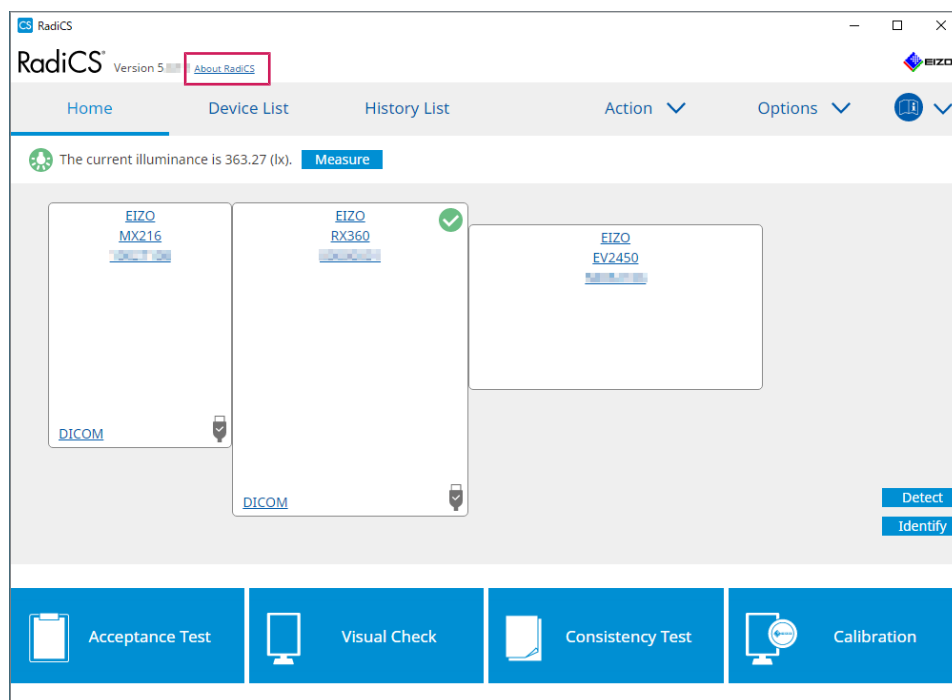 CS RadiCS
RadiCS Version 5. About RadiCS
EIZO
Home Device List History List Action Options
The current illuminance is 363.27 (lx). Measure
EIZO
MX216
EIZO
RX360
EIZO
EV2450
DICOM
DICOM
Detect
Identify
Acceptance Test Visual Check Consistency Test Calibration